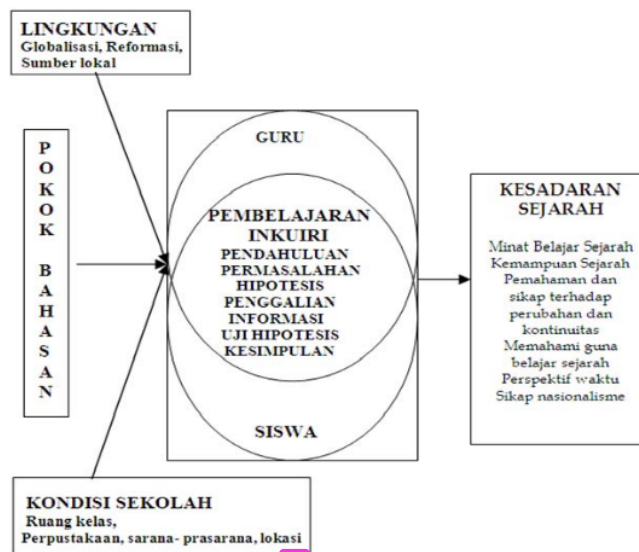 LINGKUNGAN
Globalisasi, Reformasi,
Sumber lokal
P
O
K
O
K
B
A
H
A
S
A
N
GURU
PEMBELAJARAN
INKUIRI
PENDAHULUAN
PERMASALAHAN
HIPOTESIS
PENGGALIAN
INFORMASI
UJI HIPOTESIS
KESIMPULAN
SISWA
KESADARAN
SEJARAH
Minat Belajar Sejarah
Kemampuan Sejarah
Pemahaman dan
sikap terhadap
perubahan dan
kontinuitas
Memahami guna
belajar sejarah
Perspektif waktu
Sikap nasionalisme
KONDISI SEKOLAH
Ruang kelas,
Perpustakaan, sarana- prasarana, lokasi